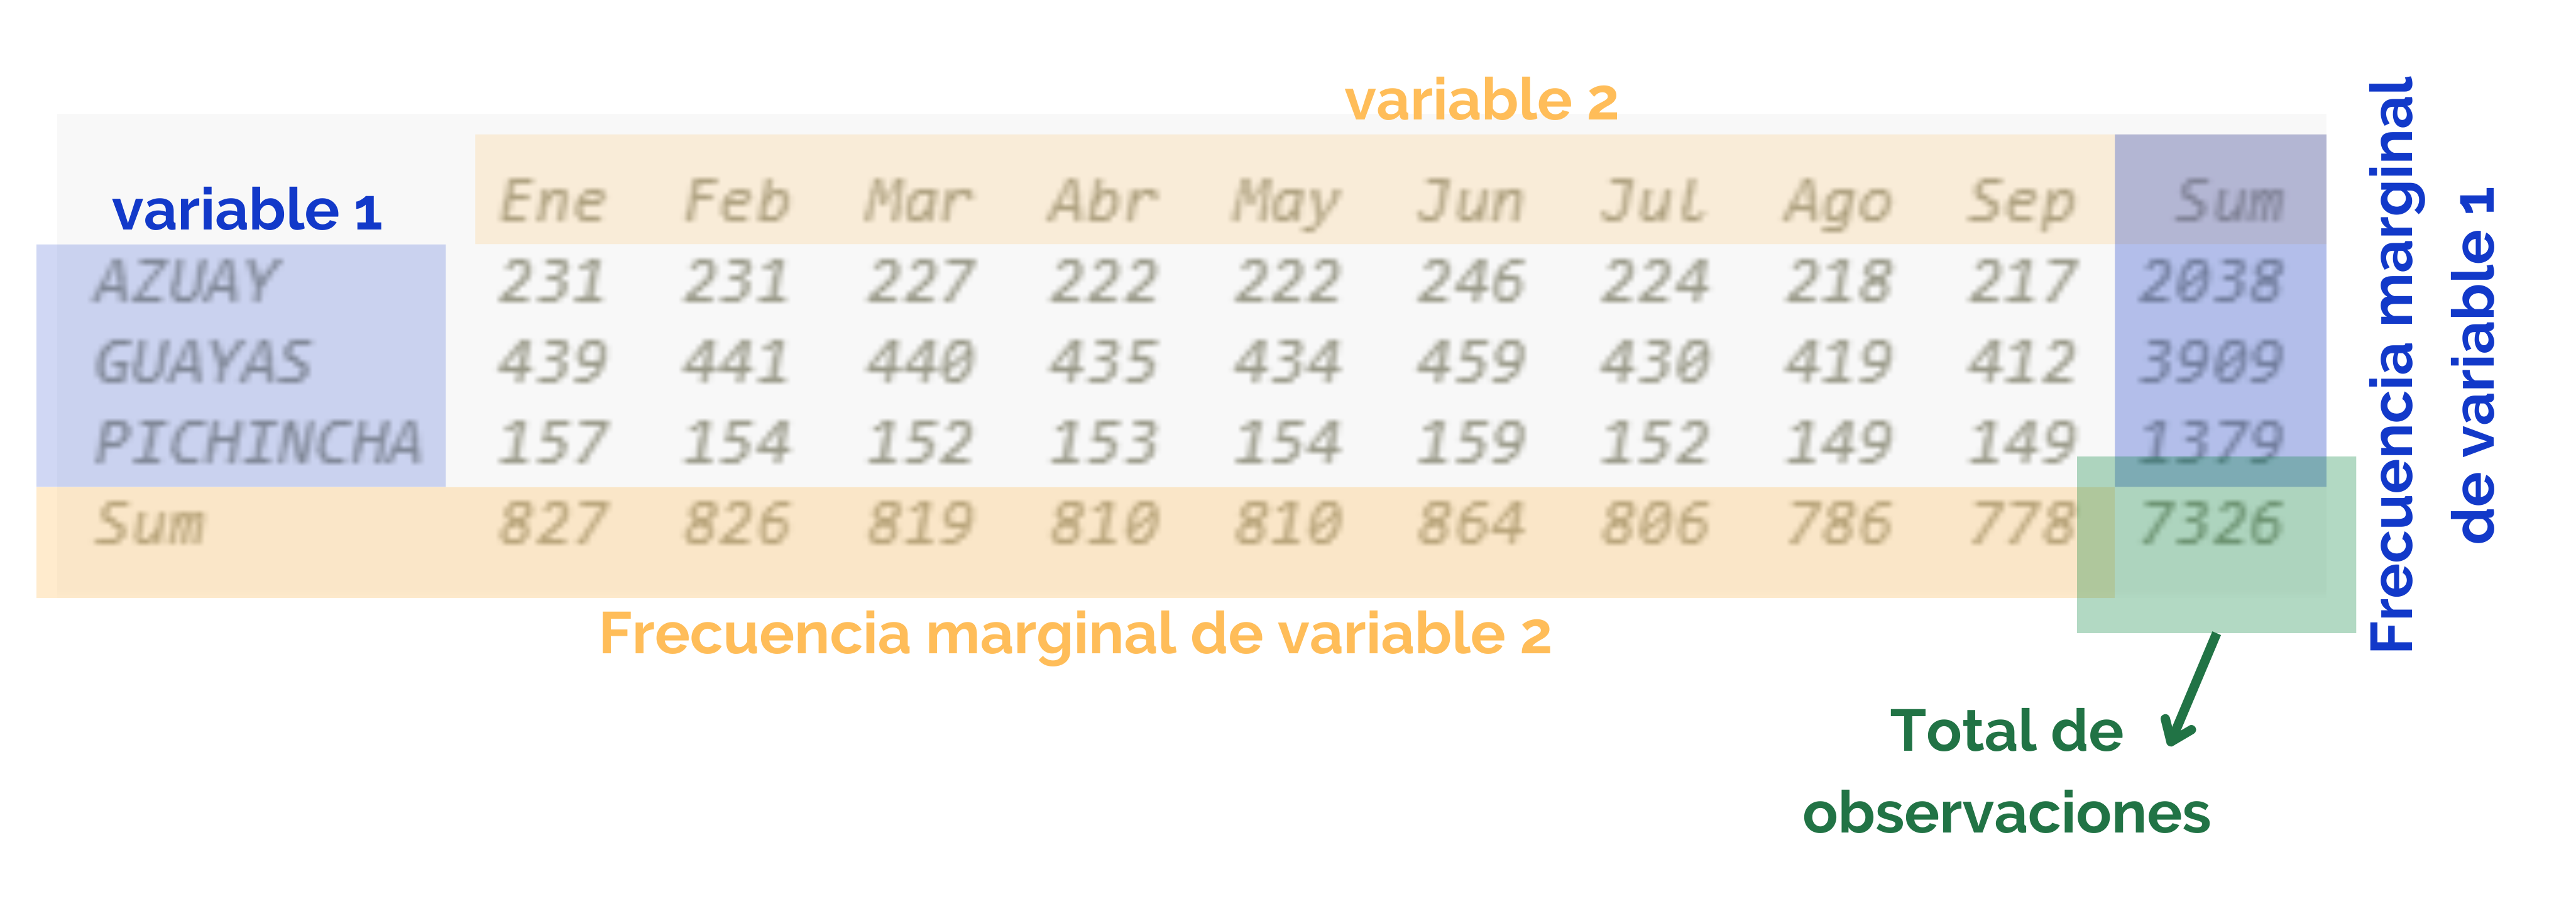 variable 2
variable 1
Ene Feb Mar Abr May Jun Jul Ago Sep Sum
AZUAY 231 231 227 222 222 246 224 218 217 2038
GUAYAS 439 441 440 435 434 459 430 419 412 3909
PICHINCHA 157 154 152 153 154 159 152 149 149 1379
Sum 827 826 819 810 810 864 806 786 778 7326
Frecuencia marginal
de variable 1
Frecuencia marginal de variable 2
Total de
observaciones